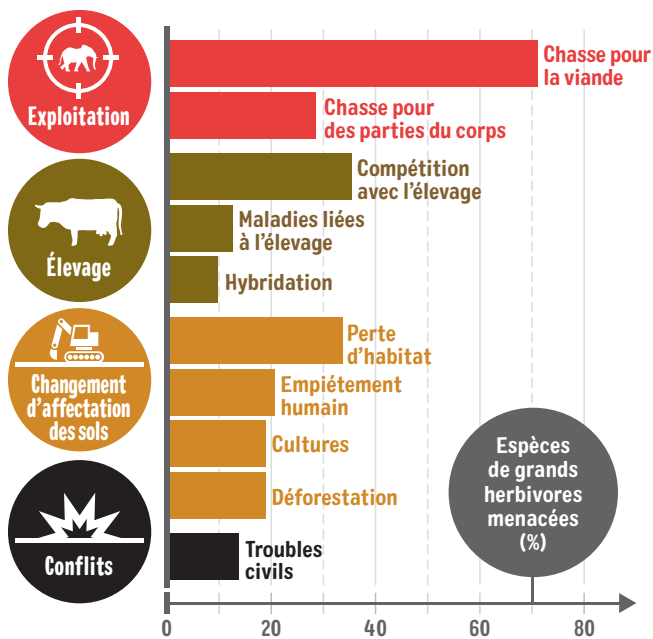 Exploitation
Chasse pour
la viande
Chasse pour
des parties du corps
Élevage
Compétition
avec l'élevage
Maladies liées
à l'élevage
Hybridation
Changement
d'affectation
des sols
Perte
d'habitat
Empiétement
humain
Cultures
Déforestation
Conflits
Troubles
civils
Espèces
de grands
herbivores
menacées
(%)
0 20 40 60 80